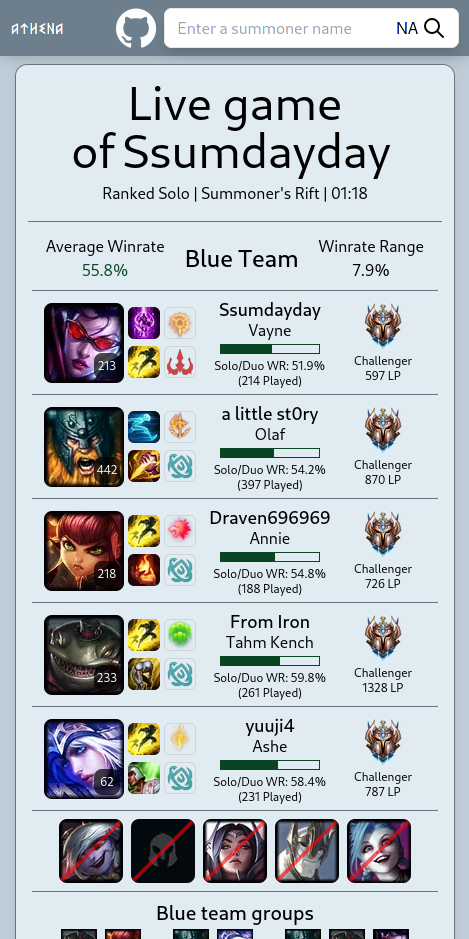 ATHENA
Enter a summoner name
NA
Live game
of Ssumdayday
Ranked Solo | Summoner's Rift | 01:18
Average Winrate
55.8%
Blue Team
Winrate Range
7.9%
213
Ssumdayday
Vayne
Solo/Duo WR: 51.9%
(214 Played)
Challenger
597 LP
442
a little st0ry
Olaf
Solo/Duo WR: 54.2%
(397 Played)
Challenger
870 LP
218
Draven696969
Annie
Solo/Duo WR: 54.8%
(188 Played)
Challenger
726 LP
233
From Iron
Tahm Kench
Solo/Duo WR: 59.8%
(261 Played)
Challenger
1328 LP
62
yuuji4
Ashe
Solo/Duo WR: 58.4%
(231 Played)
Challenger
787 LP
Blue team groups